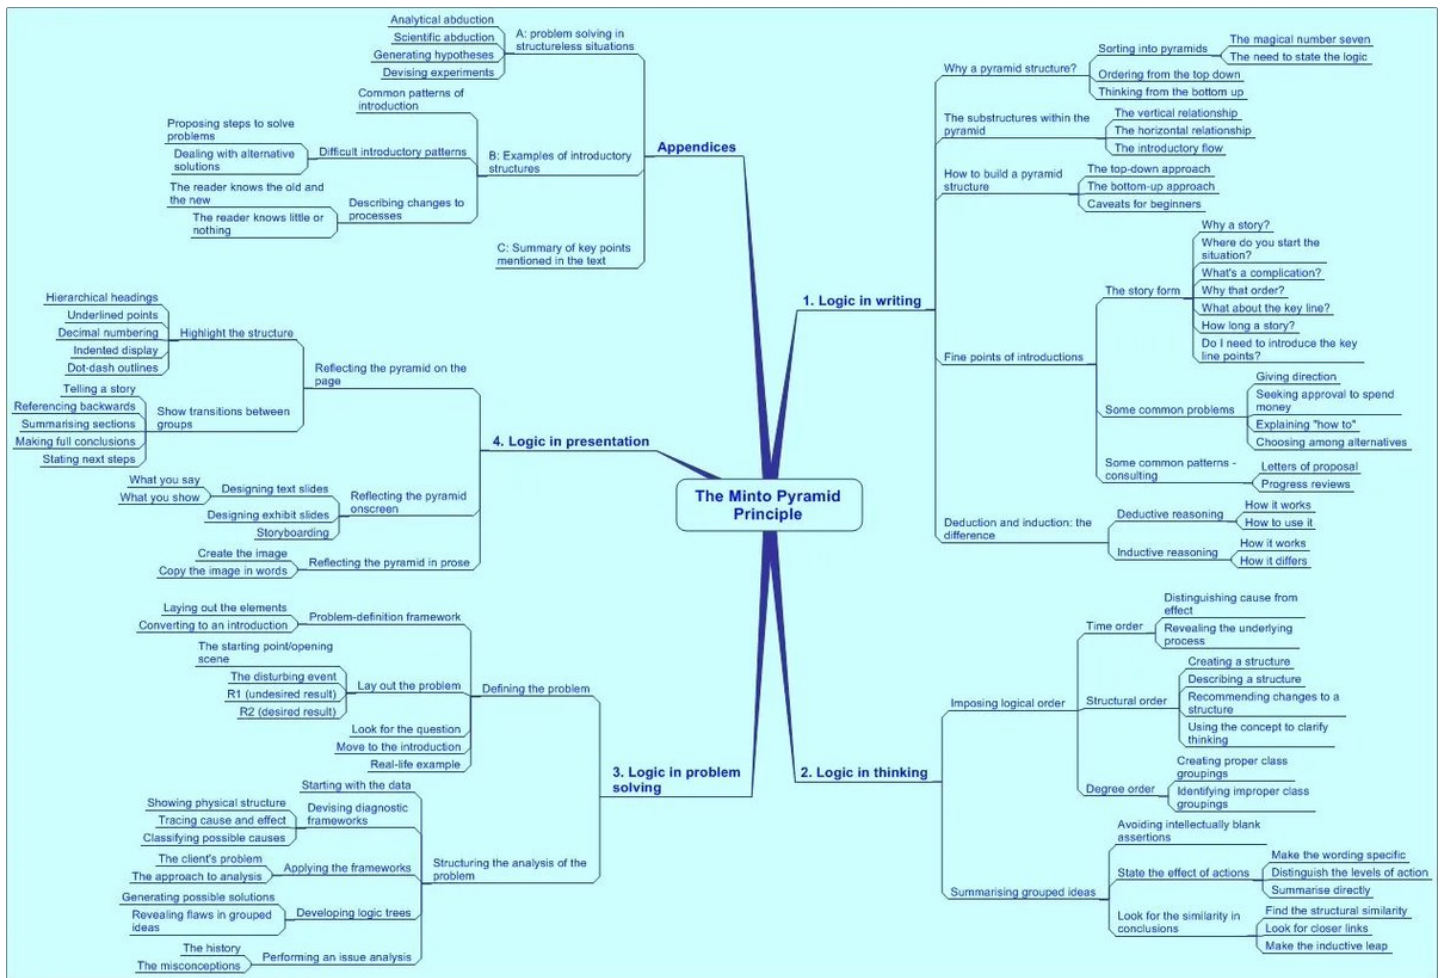 The Minto Pyramid
Principle
1. Logic in writing
Why a pyramid structure?
Sorting into pyramids
The magical number seven
The need to state the logic
Ordering from the top down
Thinking from the bottom up
The substructures within the
pyramid
The vertical relationship
The horizontal relationship
The introductory flow
How to build a pyramid
structure
The top-down approach
The bottom-up approach
Caveats for beginners
Fine points of introductions
The story form
Why a story?
Where do you start the
situation?
What's a complication?
Why that order?
What about the key line?
How long a story?
Do I need to introduce the key
line points?
Some common problems
Giving direction
Seeking approval to spend
money
Explaining "how to"
Choosing among alternatives
Some common patterns -
consulting
Letters of proposal
Progress reviews
Deduction and induction: the
difference
Deductive reasoning
How it works
How to use it
Inductive reasoning
How it works
How it differs
2. Logic in thinking
Imposing logical order
Time order
Distinguishing cause from
effect
Revealing the underlying
process
Structural order
Creating a structure
Describing a structure
Recommending changes to a
structure
Using the concept to clarify
thinking
Degree order
Creating proper class
groupings
Identifying improper class
groupings
Summarising grouped ideas
Avoiding intellectually blank
assertions
State the effect of actions
Make the wording specific
Distinguish the levels of action
Summarise directly
Look for the similarity in
conclusions
Find the structural similarity
Look for closer links
Make the inductive leap
3. Logic in problem
solving
Defining the problem
Problem-definition framework
Laying out the elements
Converting to an introduction
Lay out the problem
The starting point/opening
scene
The disturbing event
R1 (undesired result)
R2 (desired result)
Look for the question
Move to the introduction
Real-life example
Structuring the analysis of the
problem
Starting with the data
Devising diagnostic
frameworks
Showing physical structure
Tracing cause and effect
Classifying possible causes
Applying the frameworks
The client's problem
The approach to analysis
Developing logic trees
Generating possible solutions
Revealing flaws in grouped
ideas
Performing an issue analysis
The history
The misconceptions
4. Logic in presentation
Reflecting the pyramid on the
page
Highlight the structure
Hierarchical headings
Underlined points
Decimal numbering
Indented display
Dot-dash outlines
Show transitions between
groups
Telling a story
Referencing backwards
Summarising sections
Making full conclusions
Stating next steps
Reflecting the pyramid
onscreen
Designing text slides
What you say
What you show
Designing exhibit slides
Storyboarding
Reflecting the pyramid in prose
Create the image
Copy the image in words
Appendices
A: problem solving in
structureless situations
Analytical abduction
Scientific abduction
Generating hypotheses
Devising experiments
B: Examples of introductory
structures
Common patterns of
introduction
Difficult introductory patterns
Proposing steps to solve
problems
Dealing with alternative
solutions
Describing changes to
processes
The reader knows the old and
the new
The reader knows little or
nothing
C: Summary of key points
mentioned in the text